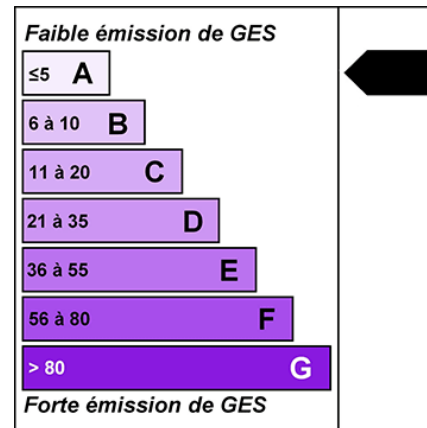 Faible émission de GES
≤5 A
6 à 10 B
11 à 20 C
21 à 35 D
36 à 55 E
56 à 80 F
> 80 G
Forte émission de GES